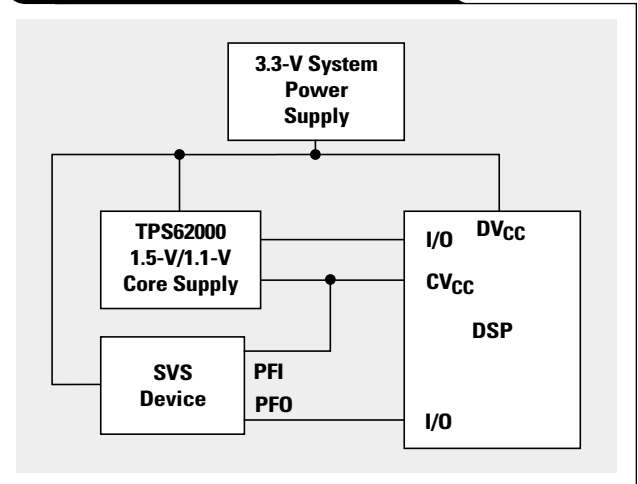 3.3-V System
Power
Supply
TPS62000
1.5-V/1.1-V
Core Supply
I/O
DVCC
CVCC
DSP
SVS
Device
PFI
PFO
I/O